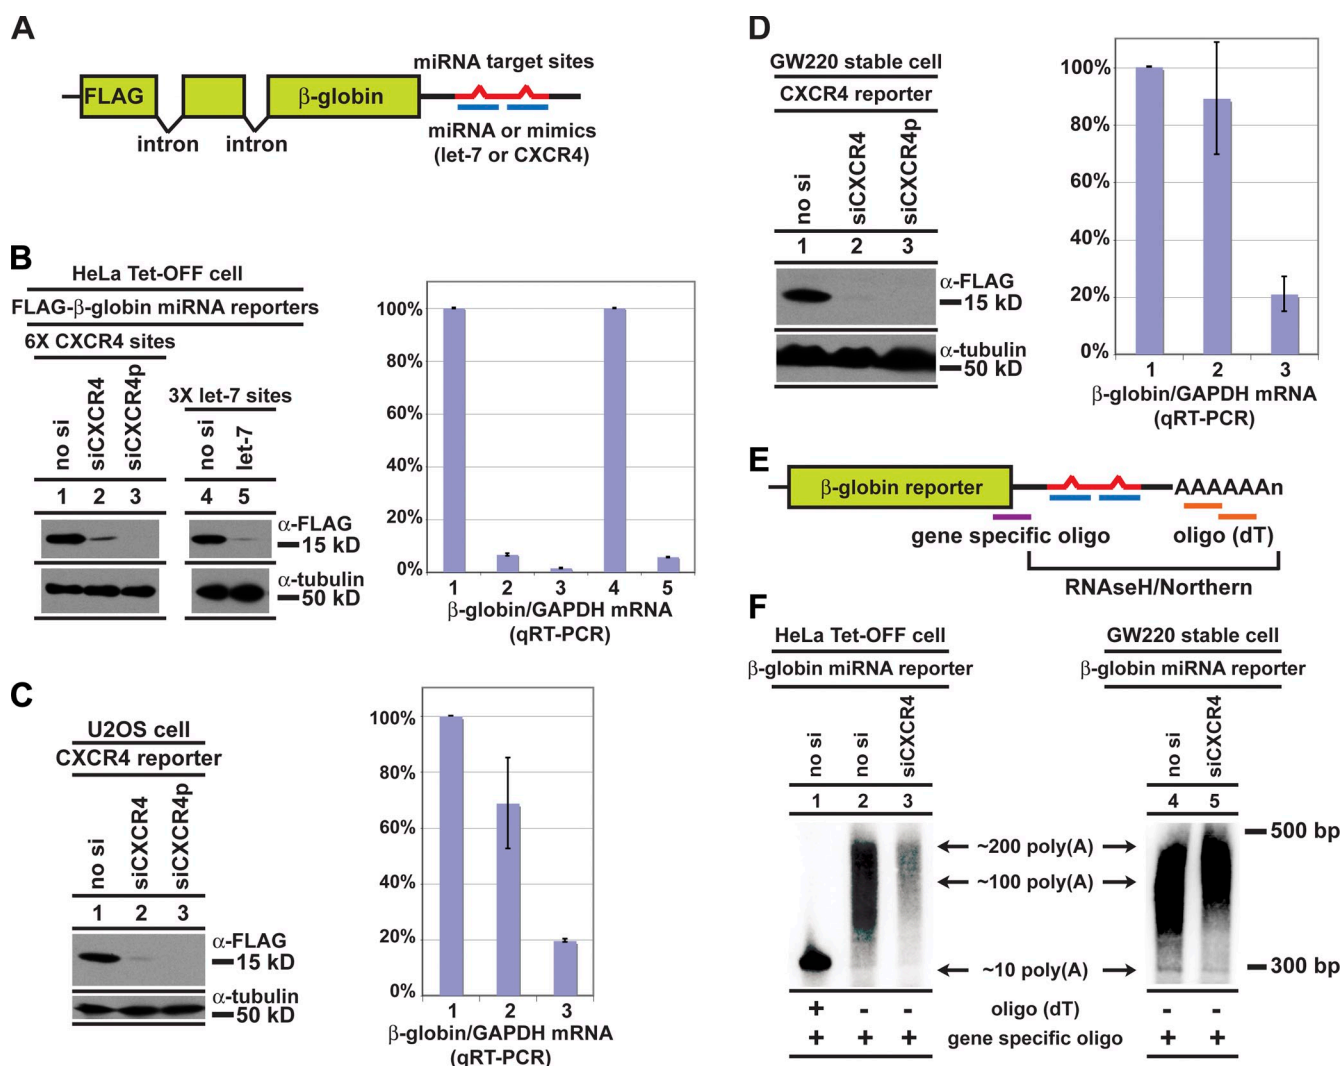 A
FLAG
β-globin
intron
intron
miRNA target sites
miRNA or mimics
(let-7 or CXCR4)
B
HeLa Tet-OFF cell
FLAG-β-globin miRNA reporters
6X CXCR4 sites
3X let-7 sites
no si
siCXCR4
siCXCR4p
no si
let-7
1 2 3 4 5
α-FLAG
15 kD
α-tubulin
50 kD
100%
80%
60%
40%
20%
0%
1 2 3 4 5
β-globin/GAPDH mRNA
(qRT-PCR)
C
U2OS cell
CXCR4 reporter
no si
siCXCR4
siCXCR4p
1 2 3
α-FLAG
15 kD
α-tubulin
50 kD
100%
80%
60%
40%
20%
0%
1 2 3
β-globin/GAPDH mRNA
(qRT-PCR)
D
GW220 stable cell
CXCR4 reporter
no si
siCXCR4
siCXCR4p
1 2 3
α-FLAG
15 kD
α-tubulin
50 kD
100%
80%
60%
40%
20%
0%
1 2 3
β-globin/GAPDH mRNA
(qRT-PCR)
E
β-globin reporter
AAAAAAn
gene specific oligo
oligo (dT)
RNAseH/Northern
F
HeLa Tet-OFF cell
β-globin miRNA reporter
no si
no si
siCXCR4
1 2 3
GW220 stable cell
β-globin miRNA reporter
no si
siCXCR4
4 5
500 bp
~200 poly(A)
~100 poly(A)
~10 poly(A)
300 bp
+ - - oligo (dT) - -
+ + + gene specific oligo + +